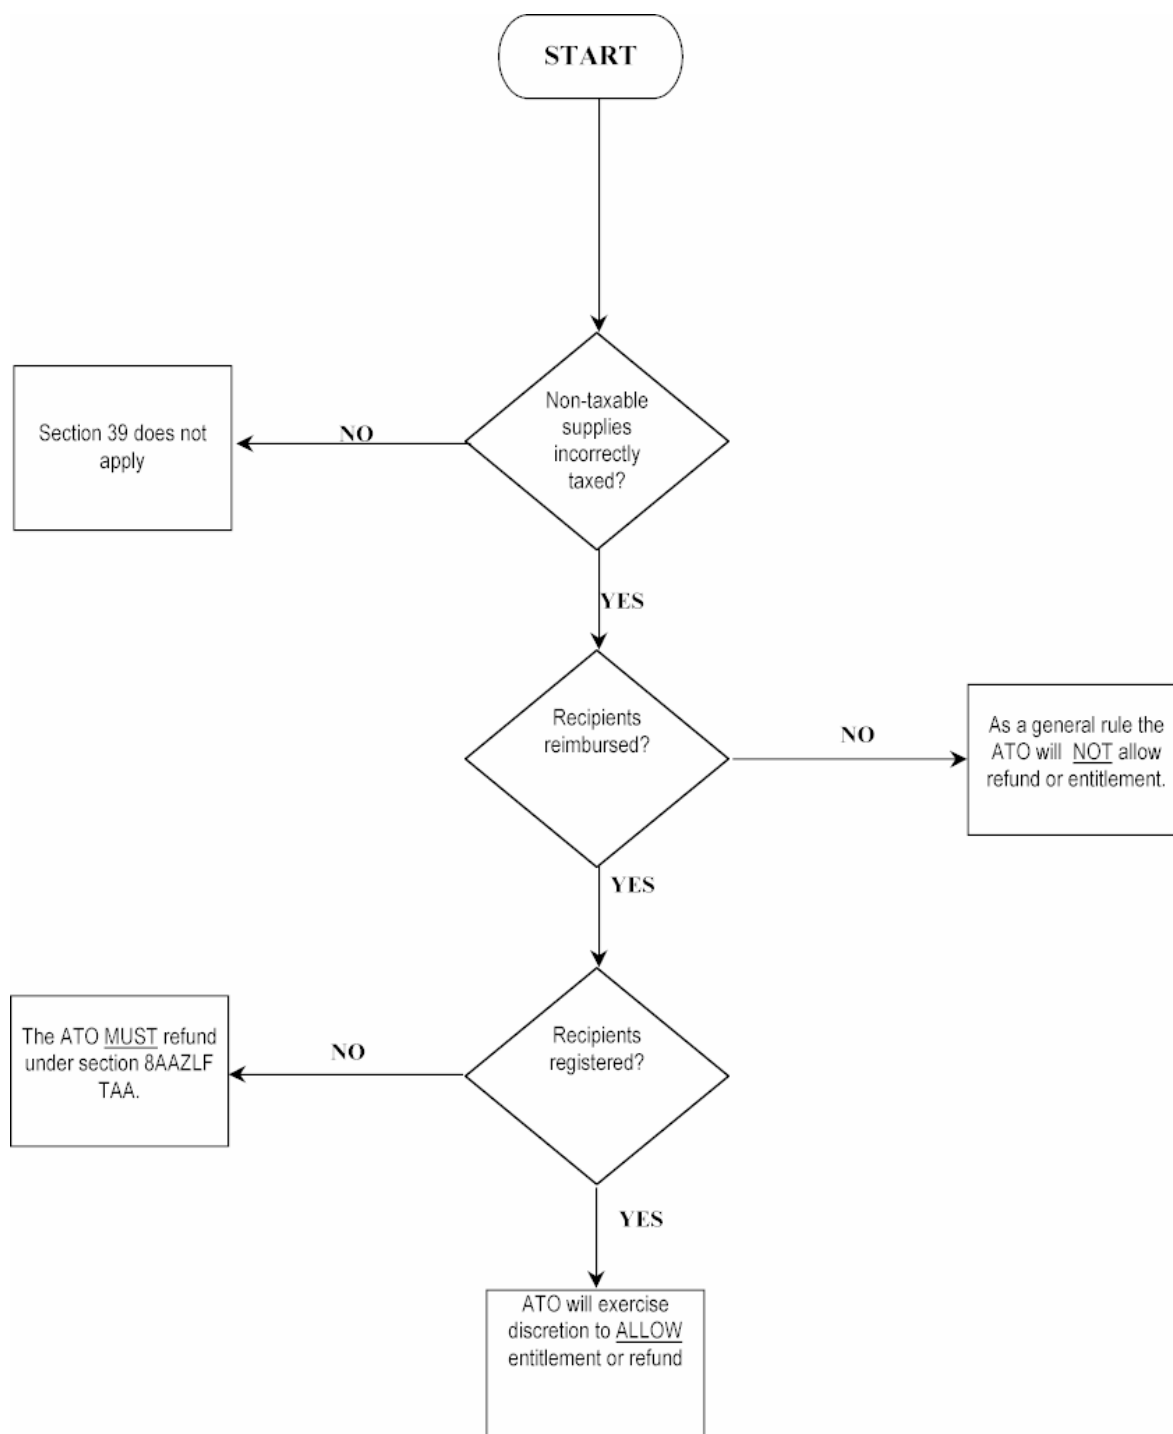 START
Non-taxable
supplies
incorrectly
taxed?
NO
Section 39 does not
apply
YES
Recipients
reimbursed?
NO
As a general rule the
ATO will NOT allow
refund or entitlement.
YES
Recipients
registered?
NO
The ATO MUST refund
under section 8AAZLF
TAA.
YES
ATO will exercise
discretion to ALLOW
entitlement or refund